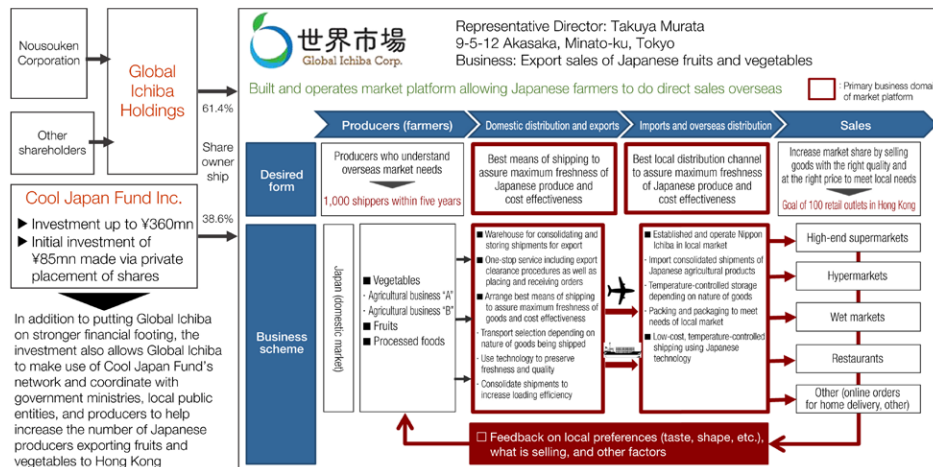 Nousouken
Corporation
Other
shareholders
Global
Ichiba
Holdings
61.4%
Share
owner
ship
38.6%
Cool Japan Fund Inc.
▶ Investment up to ¥360mn
▶ Initial investment of
¥85mn made via private
placement of shares
In addition to putting Global Ichiba
on stronger financial footing, the
investment also allows Global Ichiba
to make use of Cool Japan Fund's
network and coordinate with
government ministries, local public
entities, and producers to help
increase the number of Japanese
producers exporting fruits and
vegetables to Hong Kong
世界市場
Global Ichiba Corp.
Representative Director: Takuya Murata
9-5-12 Akasaka, Minato-ku, Tokyo
Business: Export sales of Japanese fruits and vegetables
Built and operates market platform allowing Japanese farmers to do direct sales overseas
: Primary business domain
of market platform
Producers (farmers)
Domestic distribution and exports
Imports and overseas distribution
Sales
Desired
form
Producers who understand
overseas market needs
1,000 shippers within five years
Best means of shipping to
assure maximum freshness of
Japanese produce and
cost effectiveness
Best local distribution channel
to assure maximum freshness
of Japanese produce and
cost effectiveness
Increase market share by selling
goods with the right quality and
at the right price to meet local needs
Goal of 100 retail outlets in Hong Kong
Business
scheme
Japan (domestic market)
■ Vegetables
- Agricultural business "A"
- Agricultural business "B"
■ Fruits
■ Processed foods
■ Warehouse for consolidating and
storing shipments for export
■ One-stop service including export
clearance procedures as well as
placing and receiving orders
■ Arrange best means of shipping
to assure maximum freshness of
goods and cost effectiveness
- Transport selection depending on
nature of goods being shipped
- Use technology to preserve
freshness and quality
- Consolidate shipments to
increase loading efficiency
■ Established and operate Nippon
Ichiba in local market
- Import consolidated shipments of
Japanese agricultural products
- Temperature-controlled storage
depending on nature of goods
- Packing and packaging to meet
needs of local market
■ Low-cost, temperature-controlled
shipping using Japanese
technology
High-end supermarkets
Hypermarkets
Wet markets
Restaurants
Other (online orders
for home delivery, other)
□ Feedback on local preferences (taste, shape, etc.),
what is selling, and other factors